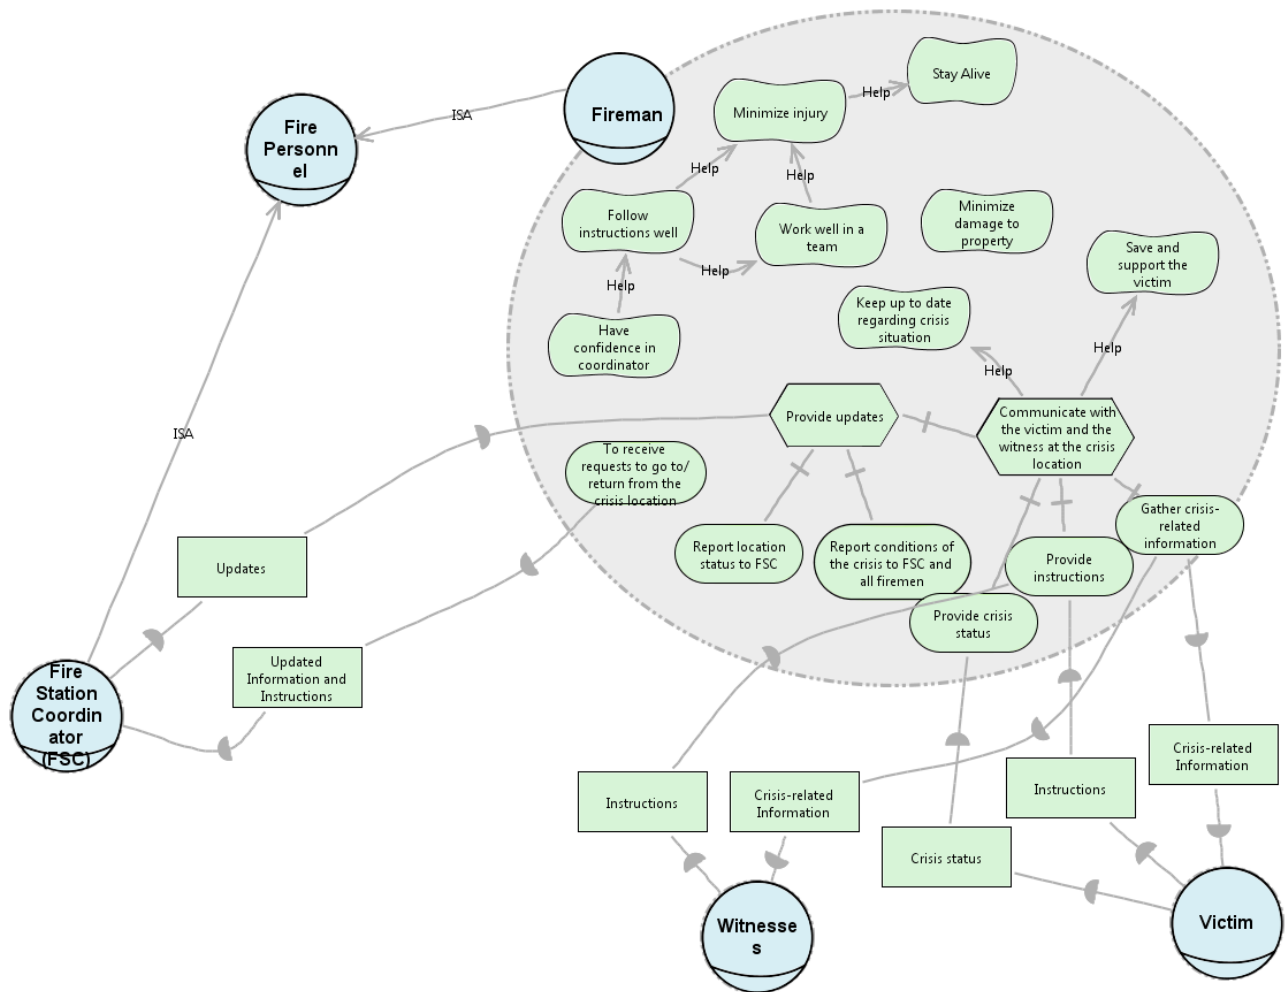 Fireman
Fire
Personn
el
ISA
ISA
Stay Alive
Help
Minimize injury
Help
Help
Follow
instructions well
Work well in a
team
Help
Help
Have
confidence in
coordinator
Minimize
damage to
property
Save and
support the
victim
Keep up to date
regarding crisis
situation
Help
Help
Provide updates
Communicate with
the victim and the
witness at the crisis
location
To receive
requests to go to/
return from the
crisis location
Report location
status to FSC
Report conditions of
the crisis to FSC and
all firemen
Provide
instructions
Gather crisis-
related
information
Provide crisis
status
Updates
Updated
Information and
Instructions
Fire
Station
Coordin
ator
(FSC)
Instructions
Crisis-related
Information
Crisis status
Instructions
Crisis-related
Information
Witnesse
s
Victim